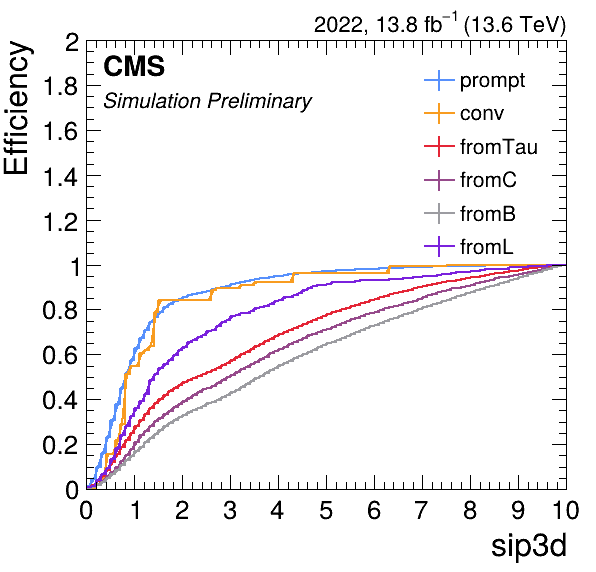 2022, 13.8 fb⁻¹ (13.6 TeV)
CMS
Simulation Preliminary
prompt
conv
fromTau
fromC
fromB
fromL
Efficiency
2
1.8
1.6
1.4
1.2
1
0.8
0.6
0.4
0.2
0
0 1 2 3 4 5 6 7 8 9 10
sip3d